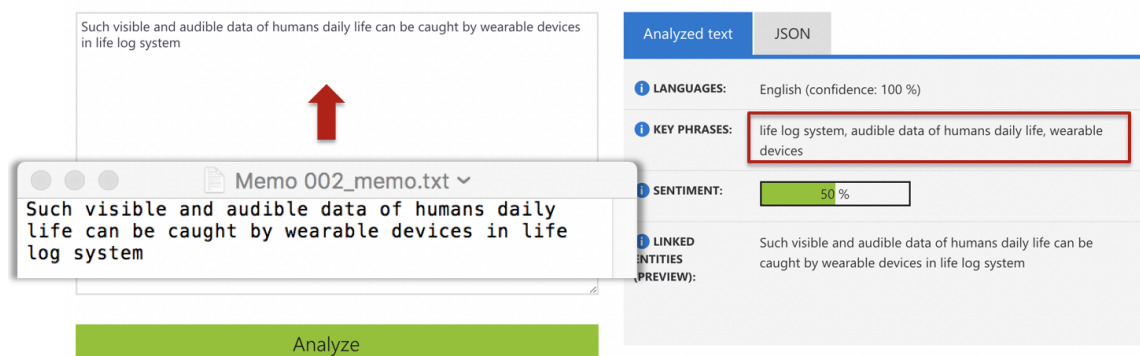 Such visible and audible data of humans daily life can be caught by wearable devices
in life log system
Memo 002_memo.txt
Such visible and audible data of humans daily
life can be caught by wearable devices in life
log system
Analyze
Analyzed text
JSON
LANGUAGES:
English (confidence: 100 %)
KEY PHRASES:
life log system, audible data of humans daily life, wearable
devices
SENTIMENT:
50 %
LINKED
ENTITIES
(PREVIEW):
Such visible and audible data of humans daily life can be
caught by wearable devices in life log system